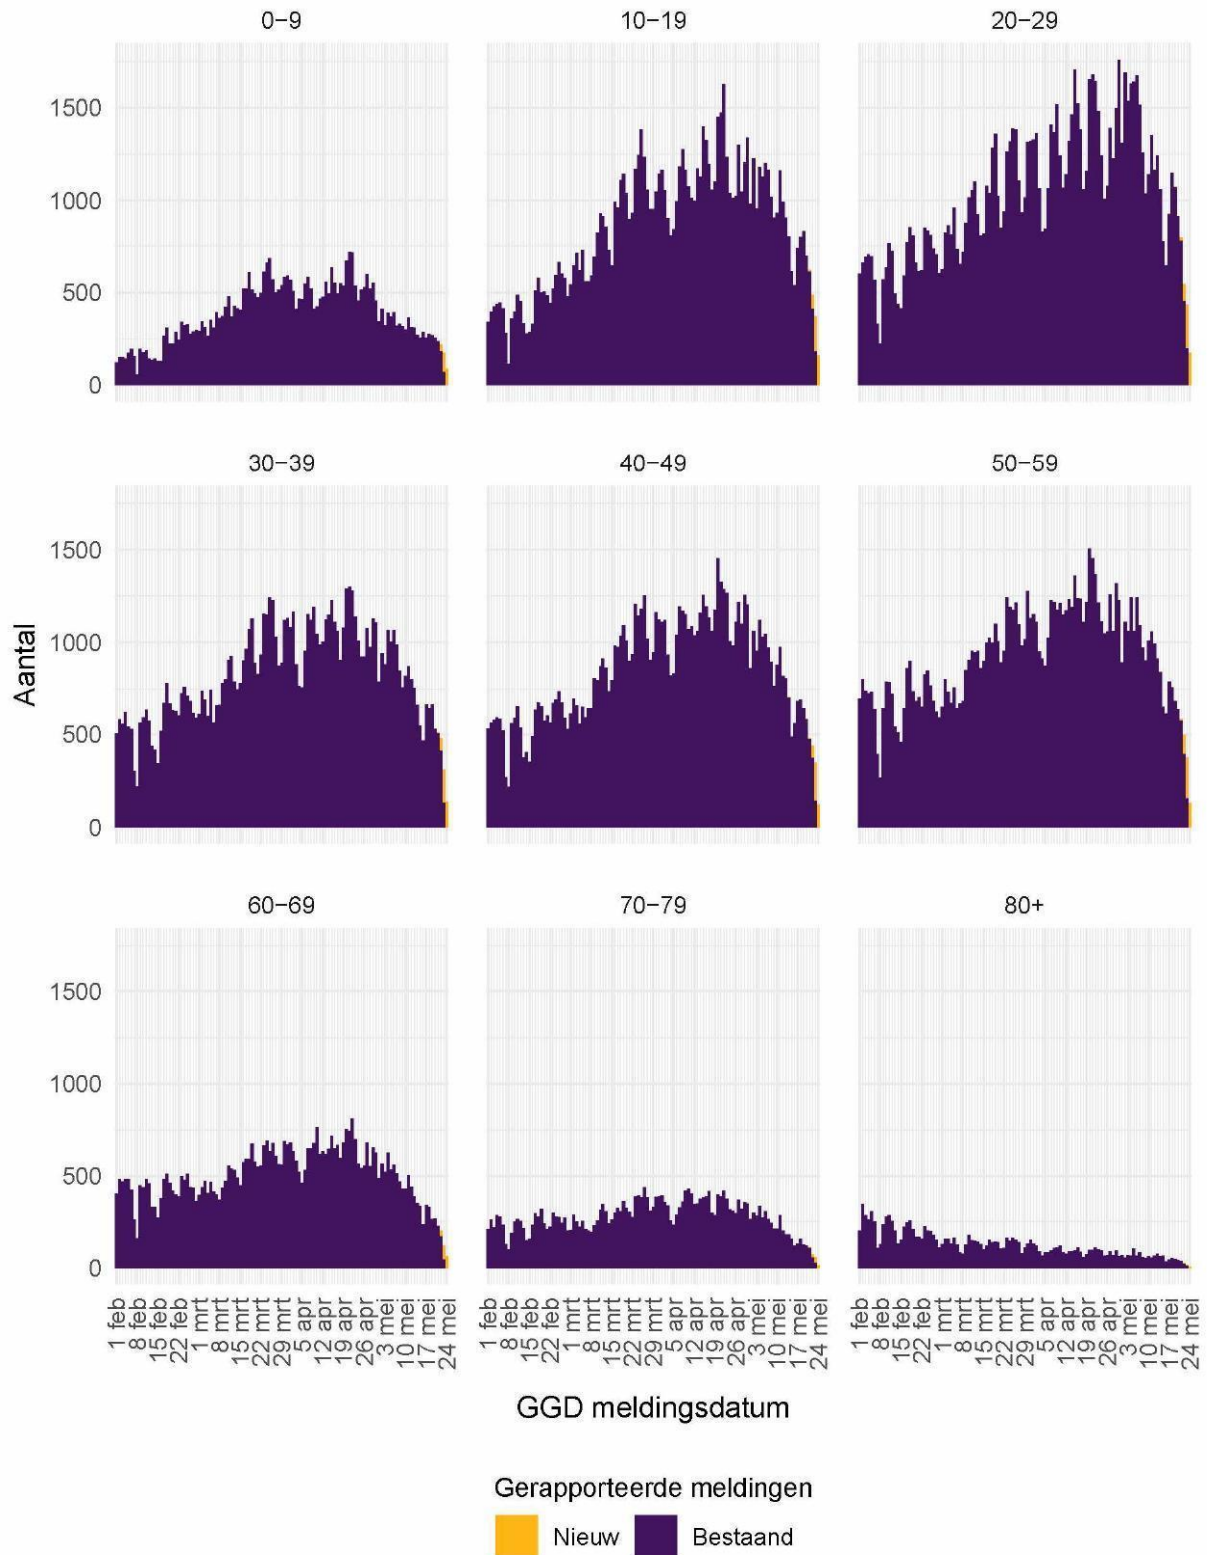 0−9 10−19 20−29
1500
1000
500
0
30−39 40−49 50−59
1500
1000
500
0
Aantal
60−69 70−79 80+
1500
1000
500
0
1 feb 8 feb 15 feb 22 feb 1 mrt 8 mrt 15 mrt 22 mrt 29 mrt 5 apr 12 apr 19 apr 26 apr 3 mei 10 mei 17 mei 24 mei
1 feb 8 feb 15 feb 22 feb 1 mrt 8 mrt 15 mrt 22 mrt 29 mrt 5 apr 12 apr 19 apr 26 apr 3 mei 10 mei 17 mei 24 mei
1 feb 8 feb 15 feb 22 feb 1 mrt 8 mrt 15 mrt 22 mrt 29 mrt 5 apr 12 apr 19 apr 26 apr 3 mei 10 mei 17 mei 24 mei
GGD meldingsdatum
Gerapporteerde meldingen
Nieuw Bestaand